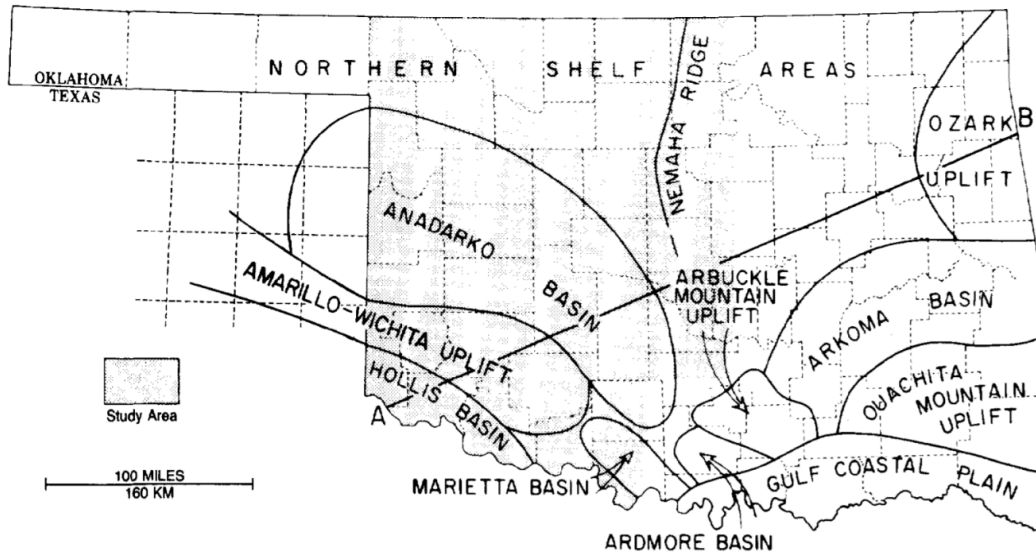 NORTHERN SHELF AREAS
OKLAHOMA
TEXAS
NEMAHA RIDGE
OZARK
B
UPLIFT
ANADARKO
BASIN
ARBUCKLE
MOUNTAIN
UPLIFT
AMARILLO-WICHITA UPLIFT
ARKOMA
BASIN
HOLLIS BASIN
A
OUACHITA
MOUNTAIN
UPLIFT
Study Area
100 MILES
160 KM
MARIETTA BASIN
GULF COASTAL PLAIN
ARDMORE BASIN